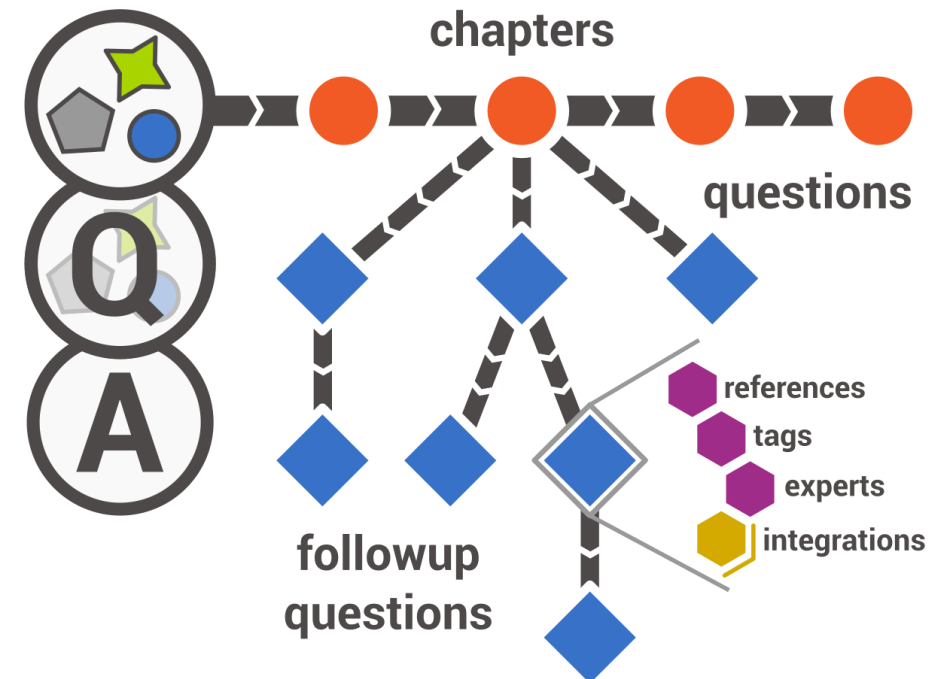 chapters
questions
Q
A
references
tags
experts
integrations
followup
questions